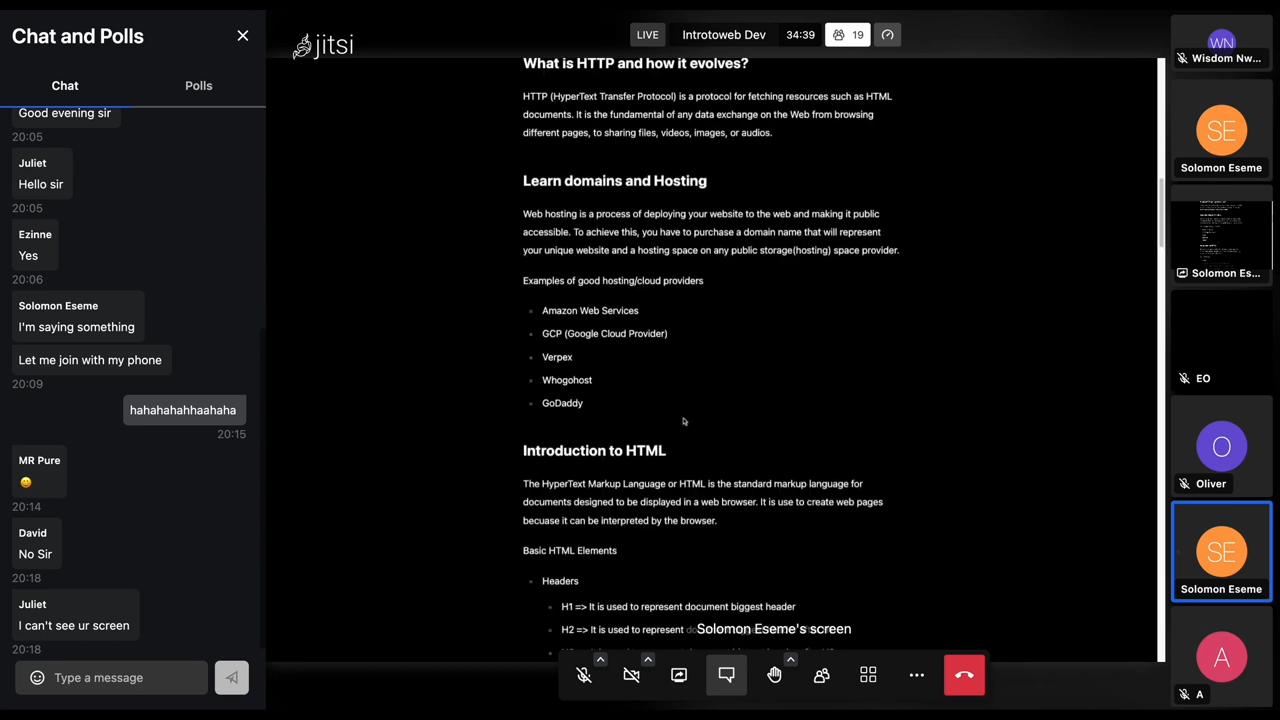 Chat and Polls
Chat
Polls
Good evening sir
20:05
Juliet
Hello sir
20:05
Ezinne
Yes
20:06
Solomon Eseme
I'm saying something
Let me join with my phone
20:09
hahahahahhaahaha
20:15
MR Pure
20:14
David
No Sir
20:18
Juliet
I can't see ur screen
20:18
Type a message
jitsi
LIVE
Introtoweb Dev
34:39
19
What is HTTP and how it evolves?
HTTP (HyperText Transfer Protocol) is a protocol for fetching resources such as HTML
documents. It is the fundamental of any data exchange on the Web from browsing
different pages, to sharing files, videos, images, or audios.
Learn domains and Hosting
Web hosting is a process of deploying your website to the web and making it public
accessible. To achieve this, you have to purchase a domain name that will represent
your unique website and a hosting space on any public storage(hosting) space provider.
Examples of good hosting/cloud providers
Amazon Web Services
GCP (Google Cloud Provider)
Verpex
Whogohost
GoDaddy
Introduction to HTML
The HyperText Markup Language or HTML is the standard markup language for
documents designed to be displayed in a web browser. It is use to create web pages
becuase it can be interpreted by the browser.
Basic HTML Elements
Headers
H1 => It is used to represent document biggest header
H2 => It is used to represent
Solomon Eseme's screen
WN
Wisdom Nw...
SE
Solomon Eseme
Solomon Es...
EO
O
Oliver
SE
Solomon Eseme
A
A